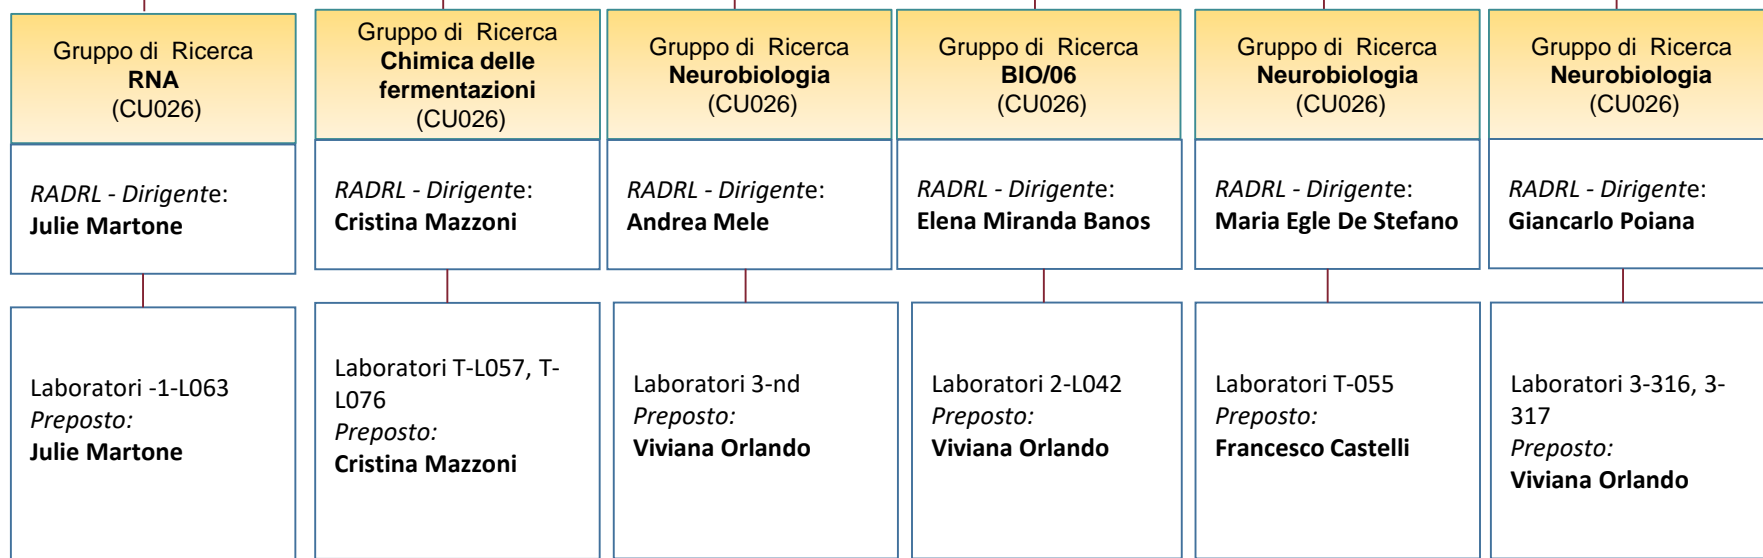 Gruppo di Ricerca
RNA
(CU026)
RADRL - Dirigente:
Julie Martone
Laboratori -1-L063
Preposto:
Julie Martone
Gruppo di Ricerca
Chimica delle
fermentazioni
(CU026)
RADRL - Dirigente:
Cristina Mazzoni
Laboratori T-L057, T-
L076
Preposto:
Cristina Mazzoni
Gruppo di Ricerca
Neurobiologia
(CU026)
RADRL - Dirigente:
Andrea Mele
Laboratori 3-nd
Preposto:
Viviana Orlando
Gruppo di Ricerca
BIO/06
(CU026)
RADRL - Dirigente:
Elena Miranda Banos
Laboratori 2-L042
Preposto:
Viviana Orlando
Gruppo di Ricerca
Neurobiologia
(CU026)
RADRL - Dirigente:
Maria Egle De Stefano
Laboratori T-055
Preposto:
Francesco Castelli
Gruppo di Ricerca
Neurobiologia
(CU026)
RADRL - Dirigente:
Giancarlo Poiana
Laboratori 3-316, 3-
317
Preposto:
Viviana Orlando